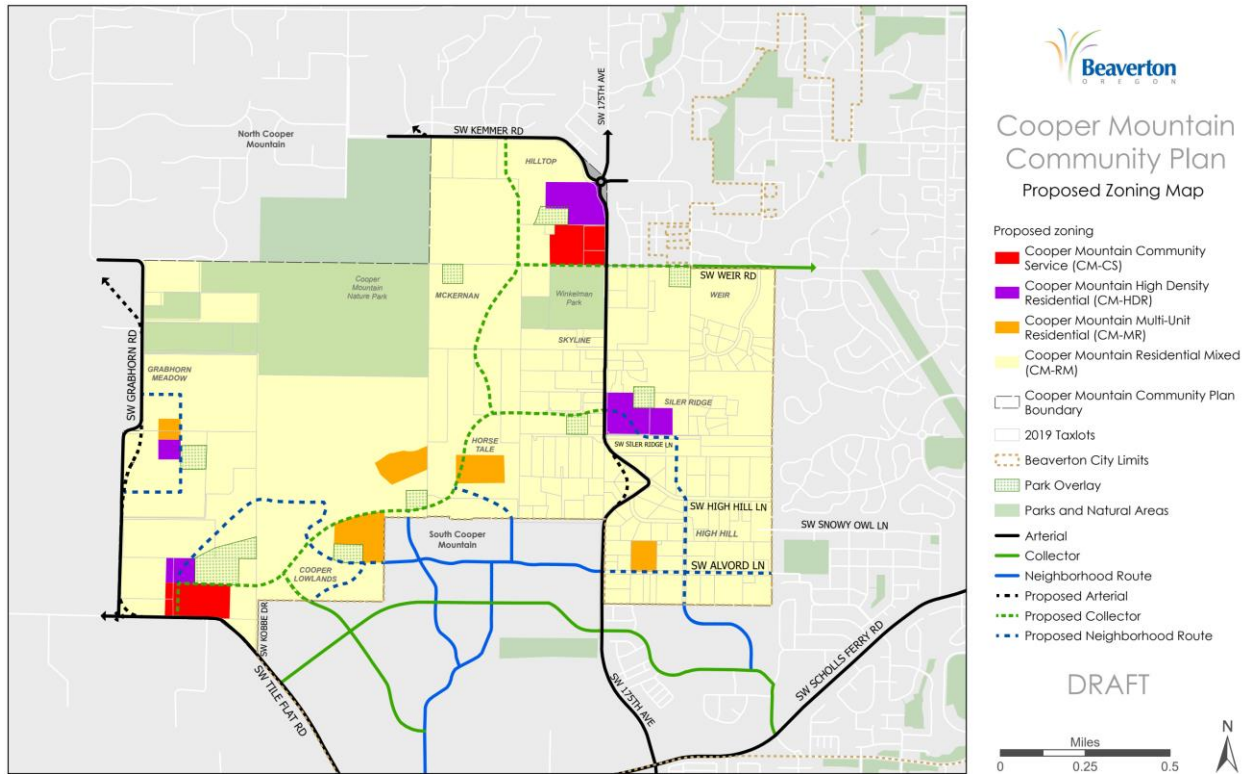 SW 175TH AVE
SW KEMMER RD
North Cooper
Mountain
HILLTOP
SW WEIR RD
Cooper
Mountain
Nature Park
MCKERNAN
Winkelman
Park
WEIR
SKYLINE
SW GRABHORN RD
GRABHORN
MEADOW
SILER RIDGE
HORSE
TALE
SW SILER RIDGE LN
SW HIGH HILL LN
SW SNOWY OWL LN
South Cooper
Mountain
HIGH HILL
COOPER
LOWLANDS
SW ALVORD LN
SW KOBBE DR
SW TILE FLAT RD
SW 175TH AVE
SW SCHOLLS FERRY RD
Beaverton
OREGON
Cooper Mountain
Community Plan
Proposed Zoning Map
Proposed zoning
Cooper Mountain Community
Service (CM-CS)
Cooper Mountain High Density
Residential (CM-HDR)
Cooper Mountain Multi-Unit
Residential (CM-MR)
Cooper Mountain Residential Mixed
(CM-RM)
Cooper Mountain Community Plan
Boundary
2019 Taxlots
Beaverton City Limits
Park Overlay
Parks and Natural Areas
Arterial
Collector
Neighborhood Route
Proposed Arterial
Proposed Collector
Proposed Neighborhood Route
DRAFT
N
Miles
0 0.25 0.5